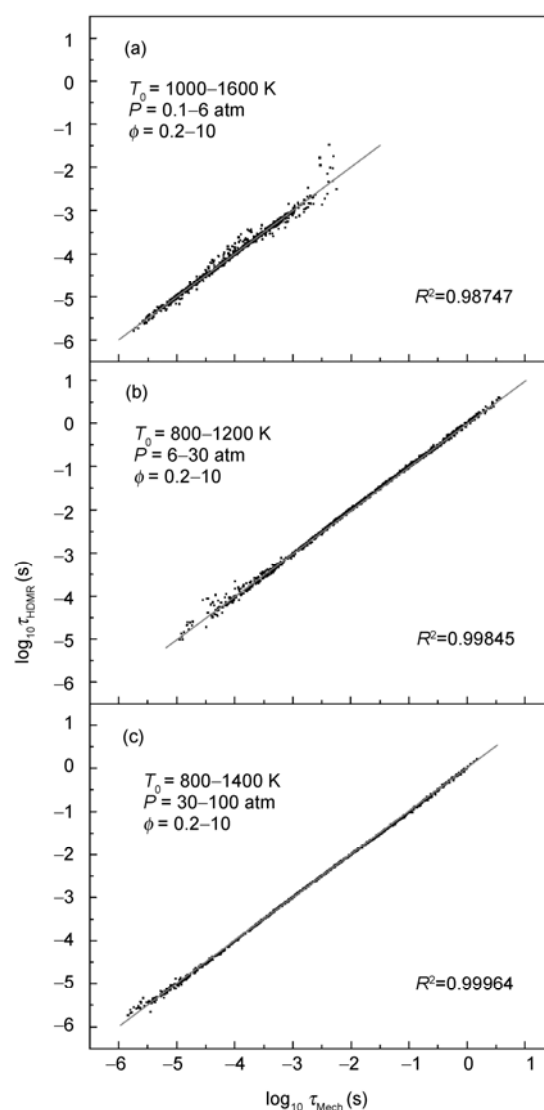 1
(a)
0
T0 = 1000–1600 K
−1
P = 0.1–6 atm
ϕ = 0.2–10
−2
−3
−4
−5
R2=0.98747
−6
1
(b)
0
T0 = 800–1200 K
P = 6–30 atm
−1
ϕ = 0.2–10
−2
−3
−4
−5
R2=0.99845
−6
log10 τHDMR (s)
1
(c)
0
T0 = 800–1400 K
P = 30–100 atm
−1
ϕ = 0.2–10
−2
−3
−4
−5
R2=0.99964
−6
−6 −5 −4 −3 −2 −1 0 1
log10 τMech (s)